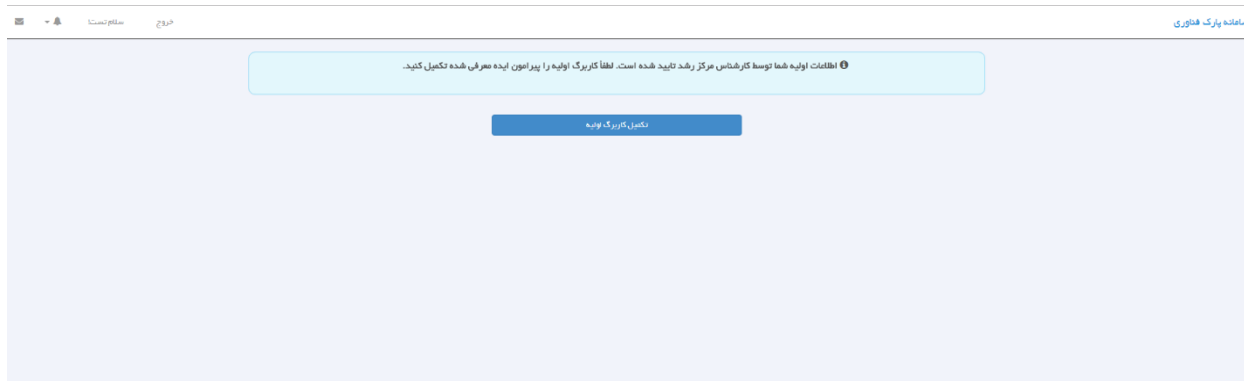 سامانه پارک فناوری
خروج
سلام تست!
اطلاعات اولیه شما توسط کارشناس مرکز رشد تایید شده است. لطفاً کاربرگ اولیه را پیرامون ایده معرفی شده تکمیل کنید.
تکمیل کاربرگ اولیه